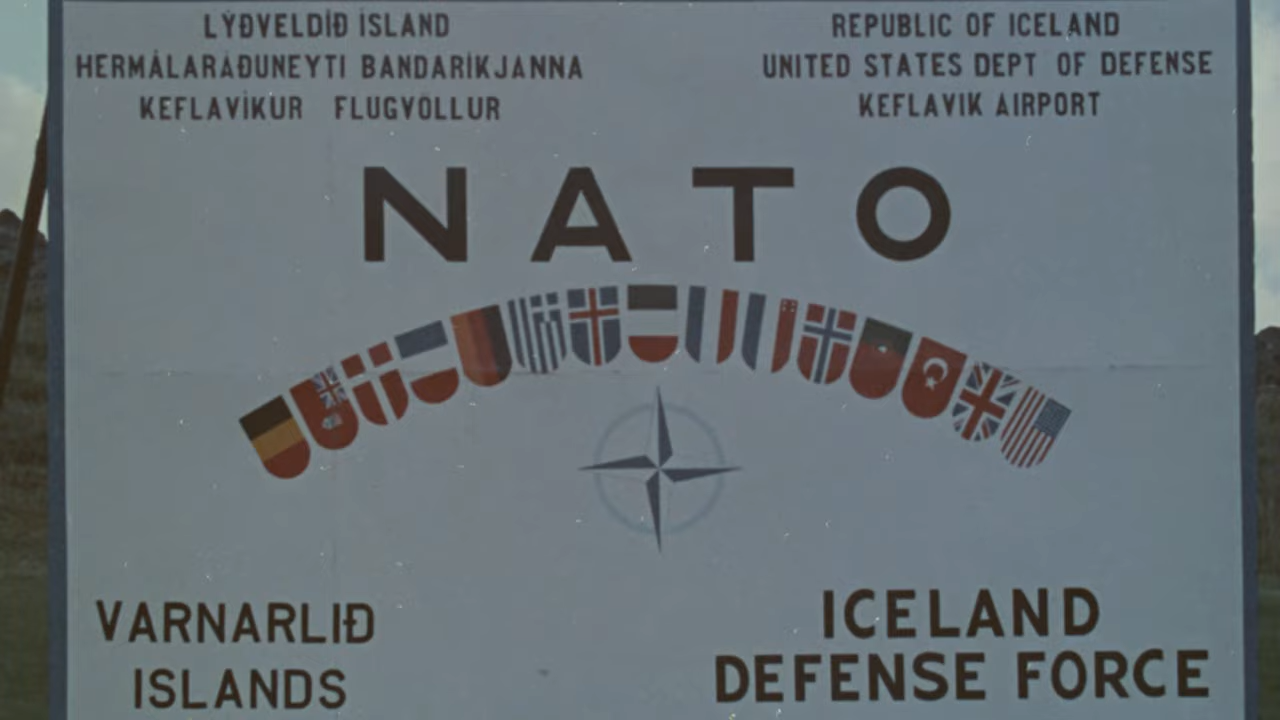 LÝÐVELDIÐ ÍSLAND
HERMÁLARÁÐUNEYTI BANDARÍKJANNA
KEFLAVÍKUR FLUGVÖLLUR
REPUBLIC OF ICELAND
UNITED STATES DEPT OF DEFENSE
KEFLAVIK AIRPORT
NATO
VARNARLIÐ
ISLANDS
ICELAND
DEFENSE FORCE